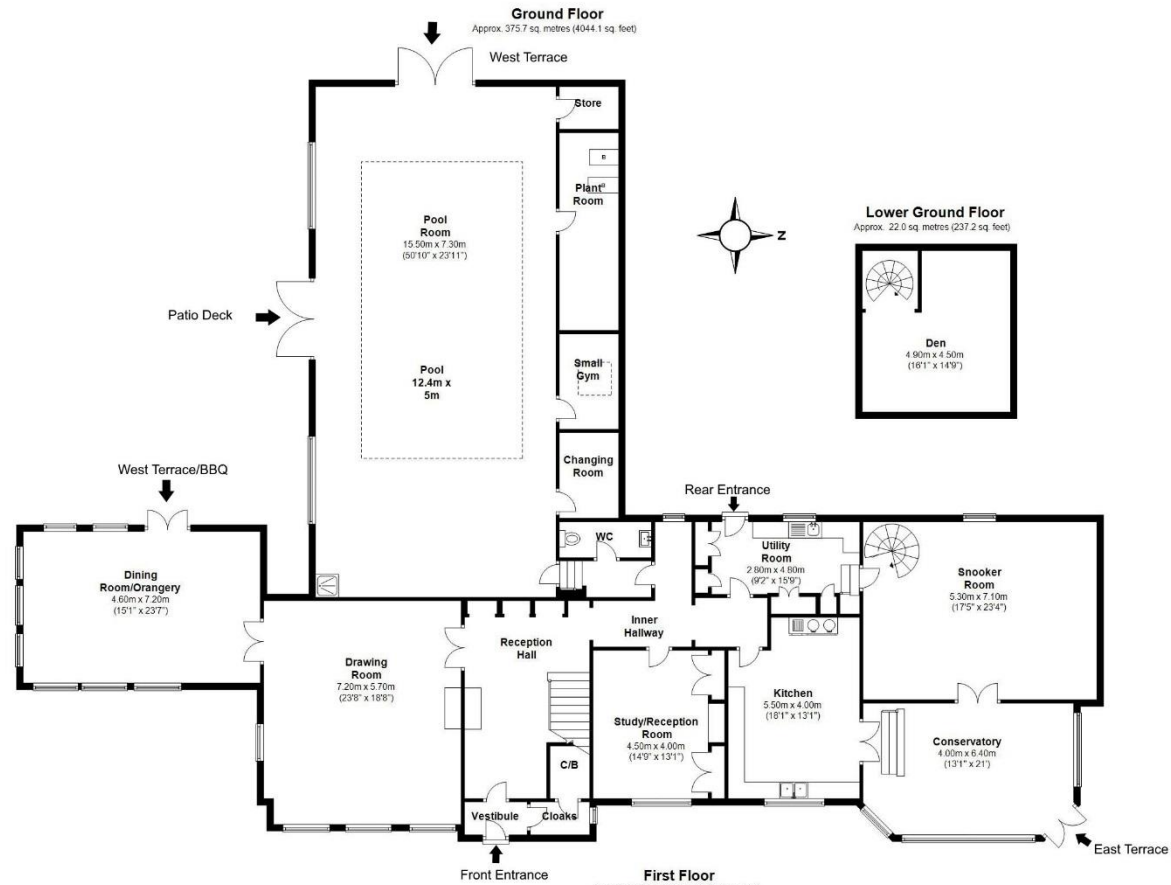 Ground Floor
Approx. 375.7 sq. metres (4044.1 sq. feet)
West Terrace
Store
Plant
Room
Pool
Room
15.50m x 7.30m
(50'10" x 23'11")
Z
Lower Ground Floor
Approx. 22.0 sq. metres (237.2 sq. feet)
Patio Deck
Den
4.90m x 4.50m
(16'1" x 14'9")
Small
Gym
Pool
12.4m x
5m
Changing
Room
West Terrace/BBQ
Rear Entrance
WC
Utility
Room
2.80m x 4.80m
(9'2" x 15'9")
Snooker
Room
5.30m x 7.10m
(17'5" x 23'4")
Dining
Room/Orangery
4.60m x 7.20m
(15'1" x 23'7")
Inner
Hallway
Reception
Hall
Drawing
Room
7.20m x 5.70m
(23'8" x 18'8")
Kitchen
5.50m x 4.00m
(18'1" x 13'1")
Study/Reception
Room
4.50m x 4.00m
(14'9" x 13'1")
Conservatory
4.00m x 6.40m
(13'1" x 21')
C/B
Vestibule
Cloaks
East Terrace
Front Entrance
First Floor